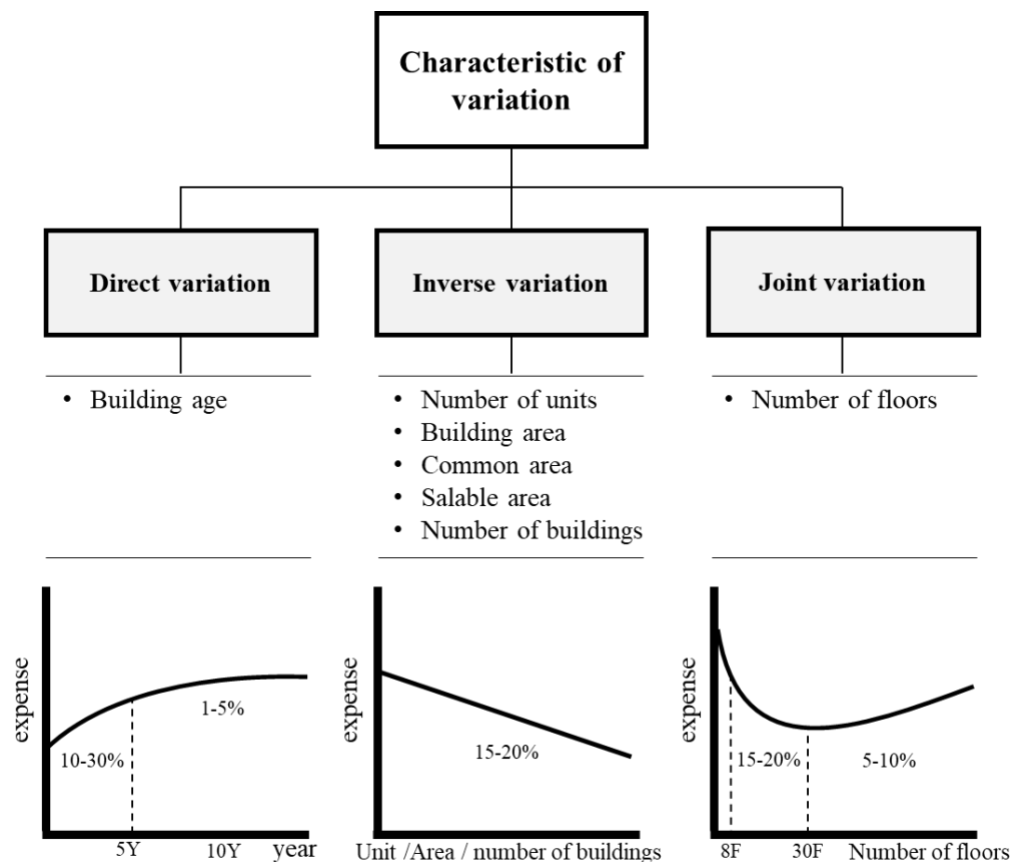 Characteristic of
variation
Direct variation
Inverse variation
Joint variation
• Building age
• Number of units
• Building area
• Common area
• Salable area
• Number of buildings
• Number of floors
expense
10-30%
1-5%
5Y
10Y
year
expense
15-20%
Unit /Area / number of buildings
expense
15-20%
5-10%
8F
30F
Number of floors